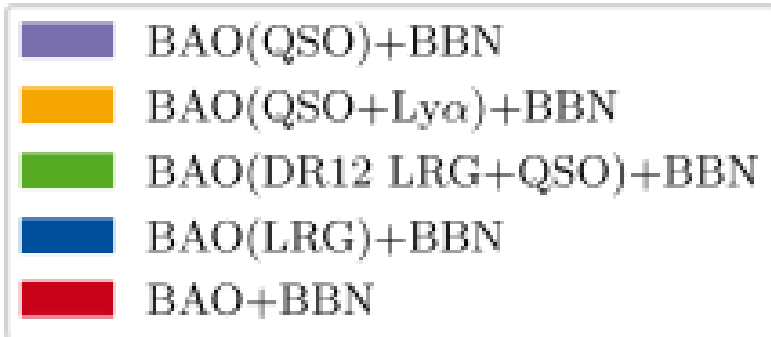 BAO(QSO)+BBN
BAO(QSO+Lyα)+BBN
BAO(DR12 LRG+QSO)+BBN
BAO(LRG)+BBN
BAO+BBN